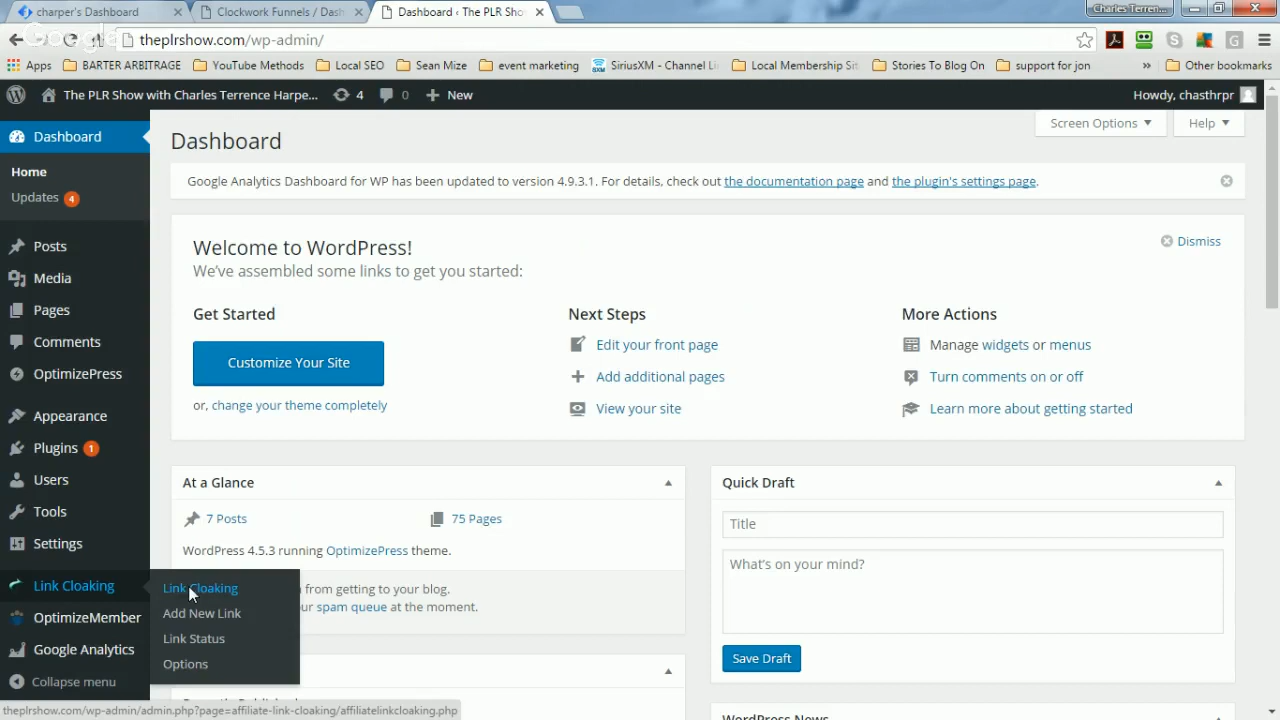 charper's Dashboard
Clockwork Funnels / Dash
Dashboard ‹ The PLR Sho
Charles Terren...
theplrshow.com/wp-admin/
Apps
BARTER ARBITRAGE
YouTube Methods
Local SEO
Sean Mize
event marketing
SiriusXM - Channel Li
Local Membership Sit
Stories To Blog On
support for jon
»
Other bookmarks
The PLR Show with Charles Terrence Harpe...
4
0
New
Howdy, chasthrpr
Dashboard
Home
Updates 4
Posts
Media
Pages
Comments
OptimizePress
Appearance
Plugins 1
Users
Tools
Settings
Link Cloaking
OptimizeMember
Google Analytics
Collapse menu
Link Cloaking
Add New Link
Link Status
Options
Dashboard
Screen Options
Help
Google Analytics Dashboard for WP has been updated to version 4.9.3.1. For details, check out the documentation page and the plugin's settings page.
Welcome to WordPress!
Dismiss
We've assembled some links to get you started:
Get Started
Customize Your Site
or, change your theme completely
Next Steps
Edit your front page
Add additional pages
View your site
More Actions
Manage widgets or menus
Turn comments on or off
Learn more about getting started
At a Glance
7 Posts
75 Pages
WordPress 4.5.3 running OptimizePress theme.
from getting to your blog.
ur spam queue at the moment.
Quick Draft
Title
What's on your mind?
Save Draft
WordPress News
theplrshow.com/wp-admin/admin.php?page=affiliate-link-cloaking/affiliatelinkcloaking.php